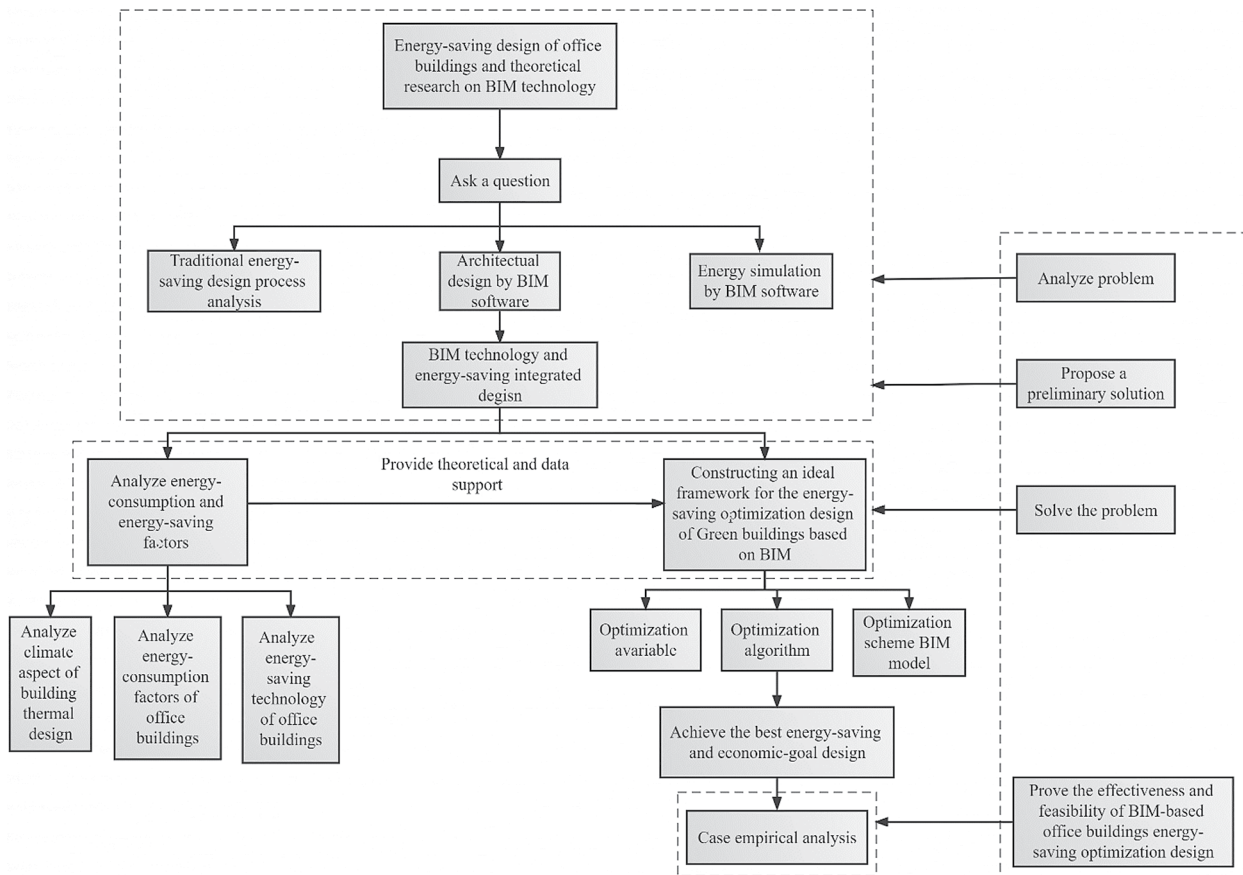 Energy-saving design of office
buildings and theoretical
research on BIM technology
Ask a question
Traditional energy-
saving design process
analysis
Architectual
design by BIM
software
Energy simulation
by BIM software
Analyze problem
BIM technology and
energy-saving integrated
degisn
Propose a
preliminary solution
Analyze energy-
consumption and
energy-saving
factors
Provide theoretical and data
support
Constructing an ideal
framework for the energy-
saving optimization design
of Green buildings based
on BIM
Solve the problem
Analyze
climate
aspect of
building
thermal
design
Analyze
energy-
consumption
factors of
office
buildings
Analyze
energy-
saving
technology
of office
buildings
Optimization
avariable
Optimization
algorithm
Optimization
scheme BIM
model
Achieve the best energy-saving
and economic-goal design
Case empirical analysis
Prove the effectiveness and
feasibility of BIM-based
office buildings energy-
saving optimization design